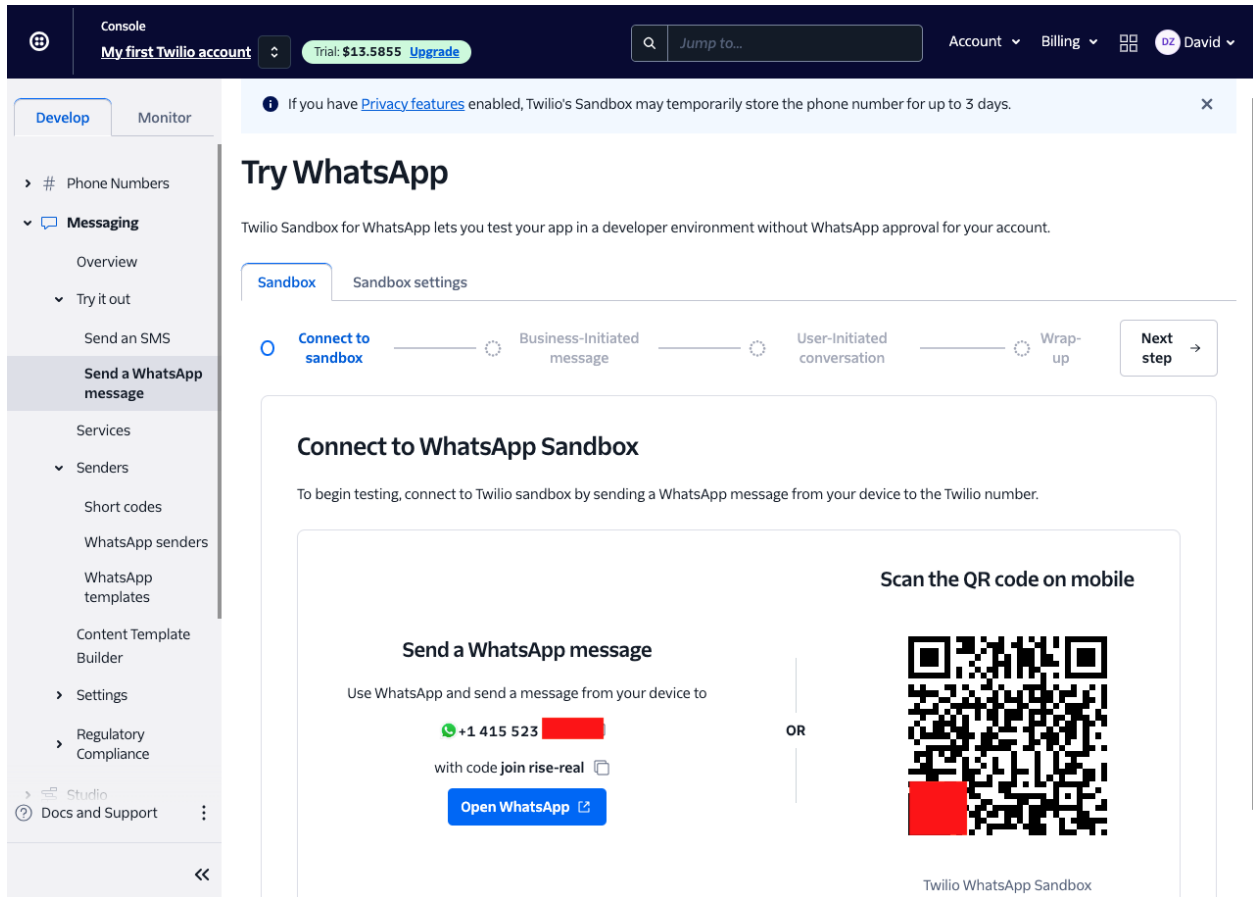 Console
My first Twilio account
Trial: $13.5855 Upgrade
Jump to...
Account
Billing
DZ David
Develop
Monitor
# Phone Numbers
Messaging
Overview
Try it out
Send an SMS
Send a WhatsApp
message
Services
Senders
Short codes
WhatsApp senders
WhatsApp
templates
Content Template
Builder
Settings
Regulatory
Compliance
Studio
Docs and Support
If you have Privacy features enabled, Twilio's Sandbox may temporarily store the phone number for up to 3 days.
Try WhatsApp
Twilio Sandbox for WhatsApp lets you test your app in a developer environment without WhatsApp approval for your account.
Sandbox
Sandbox settings
Connect to
sandbox
Business-Initiated
message
User-Initiated
conversation
Wrap-
up
Next
step
Connect to WhatsApp Sandbox
To begin testing, connect to Twilio sandbox by sending a WhatsApp message from your device to the Twilio number.
Send a WhatsApp message
Use WhatsApp and send a message from your device to
+1 415 523
with code join rise-real
Open WhatsApp
OR
Scan the QR code on mobile
Twilio WhatsApp Sandbox